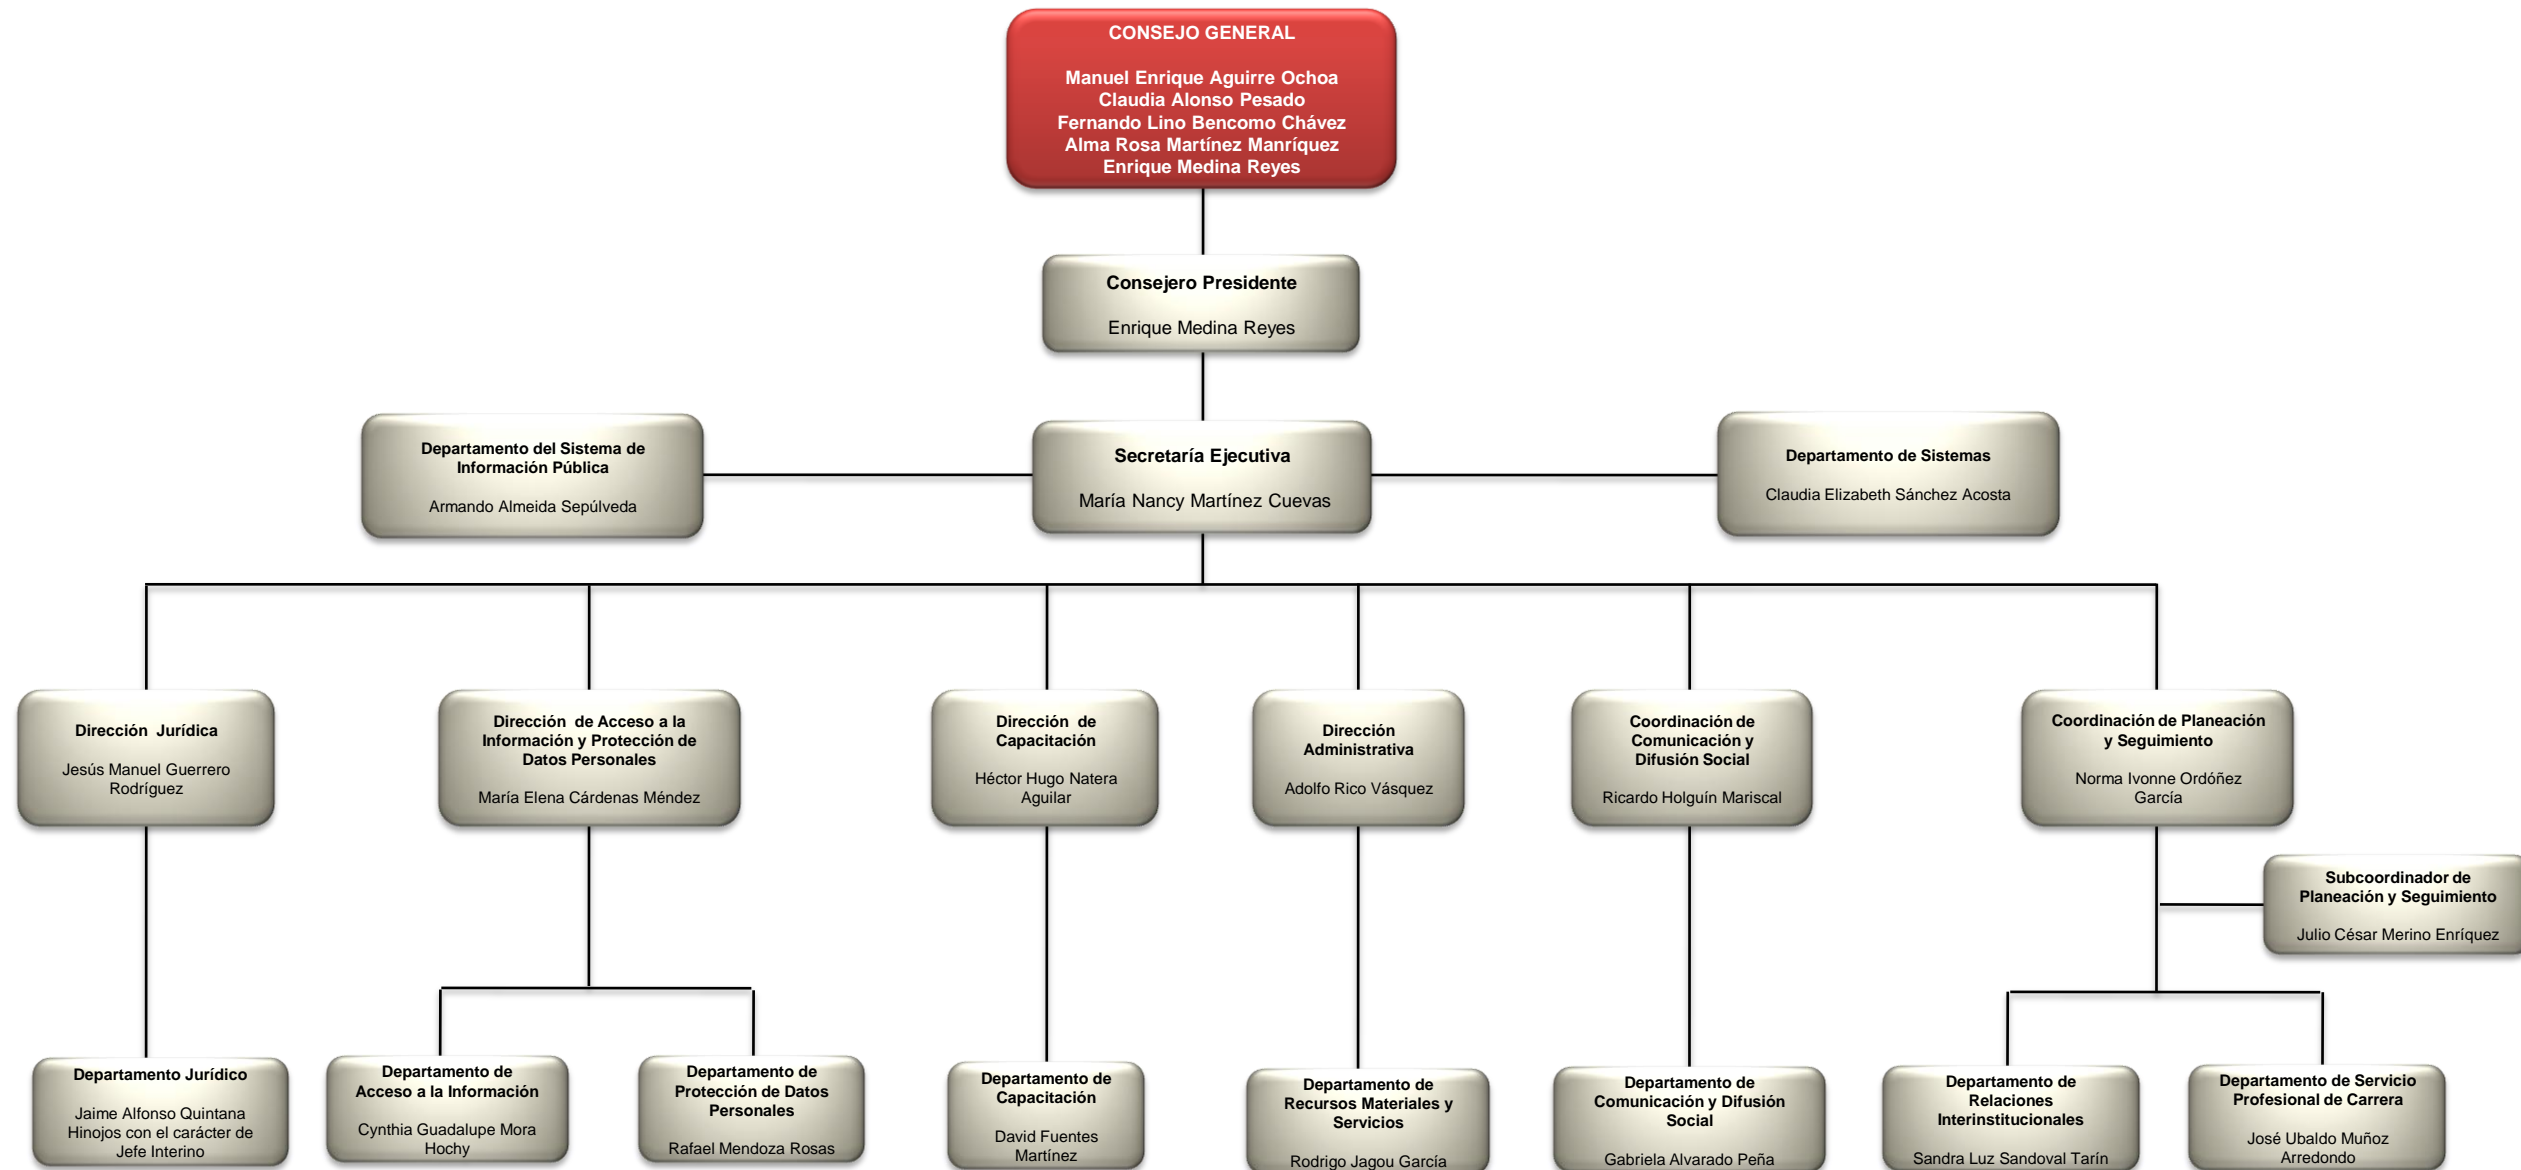 CONSEJO GENERAL
Manuel Enrique Aguirre Ochoa
Claudia Alonso Pesado
Fernando Lino Bencomo Chávez
Alma Rosa Martínez Manríquez
Enrique Medina Reyes
Consejero Presidente
Enrique Medina Reyes
Departamento del Sistema de
Información Pública
Armando Almeida Sepúlveda
Secretaría Ejecutiva
María Nancy Martínez Cuevas
Departamento de Sistemas
Claudia Elizabeth Sánchez Acosta
Dirección Jurídica
Jesús Manuel Guerrero
Rodríguez
Dirección de Acceso a la
Información y Protección de
Datos Personales
María Elena Cárdenas Méndez
Dirección de
Capacitación
Héctor Hugo Natera
Aguilar
Dirección
Administrativa
Adolfo Rico Vásquez
Coordinación de
Comunicación y
Difusión Social
Ricardo Holguín Mariscal
Coordinación de Planeación
y Seguimiento
Norma Ivonne Ordóñez
García
Subcoordinador de
Planeación y Seguimiento
Julio César Merino Enríquez
Departamento Jurídico
Jaime Alfonso Quintana
Hinojos con el carácter de
Jefe Interino
Departamento de
Acceso a la Información
Cynthia Guadalupe Mora
Hochy
Departamento de
Protección de Datos
Personales
Rafael Mendoza Rosas
Departamento de
Capacitación
David Fuentes
Martínez
Departamento de
Recursos Materiales y
Servicios
Rodrigo Jagou García
Departamento de
Comunicación y Difusión
Social
Gabriela Alvarado Peña
Departamento de
Relaciones
Interinstitucionales
Sandra Luz Sandoval Tarín
Departamento de Servicio
Profesional de Carrera
José Ubaldo Muñoz
Arredondo